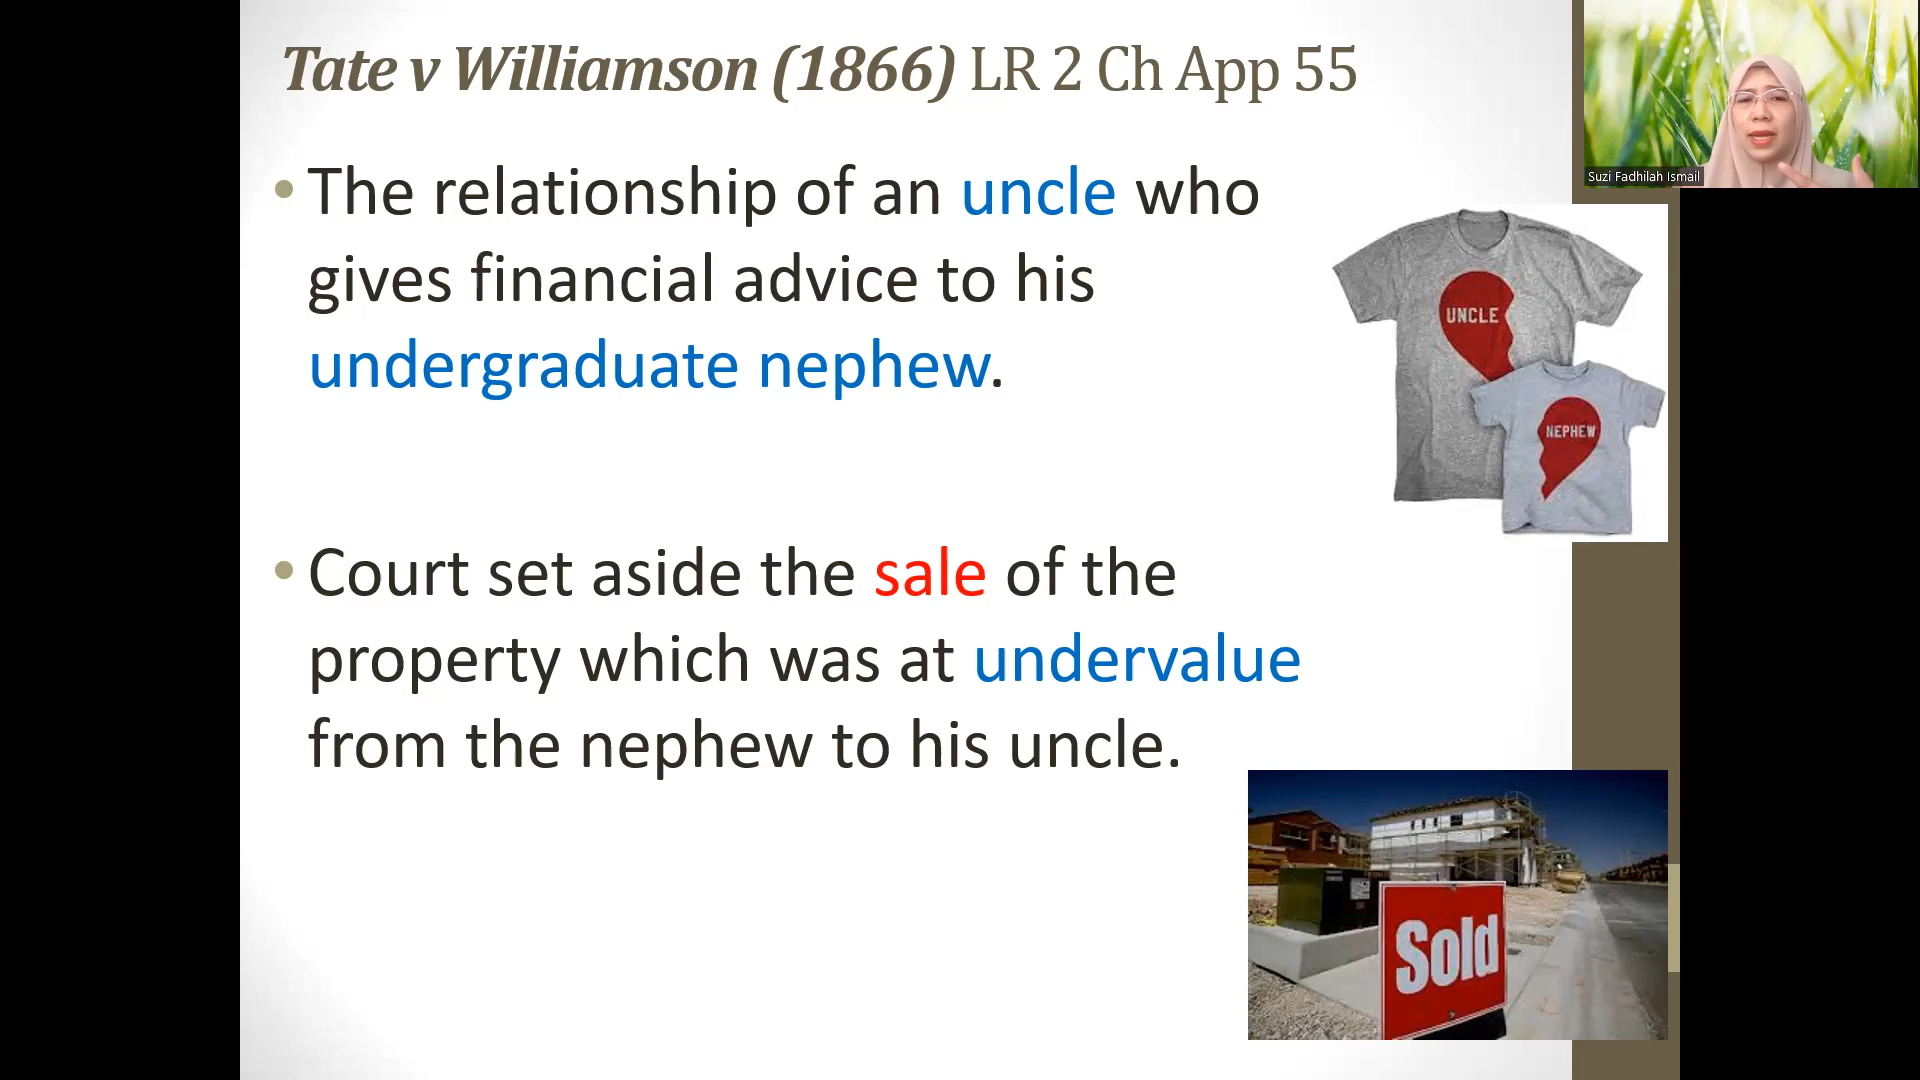 Tate v Williamson (1866) LR 2 Ch App 55
Suzi Fadhilah Ismail
• The relationship of an uncle who
gives financial advice to his
undergraduate nephew.
UNCLE
NEPHEW
• Court set aside the sale of the
property which was at undervalue
from the nephew to his uncle.
Sold